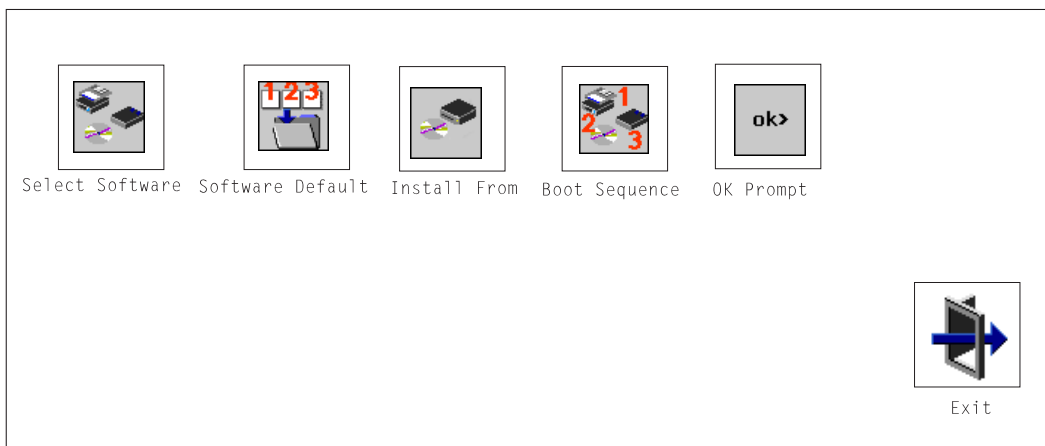 1 2 3
1
2
3
ok>
Select Software
Software Default
Install From
Boot Sequence
OK Prompt
Exit